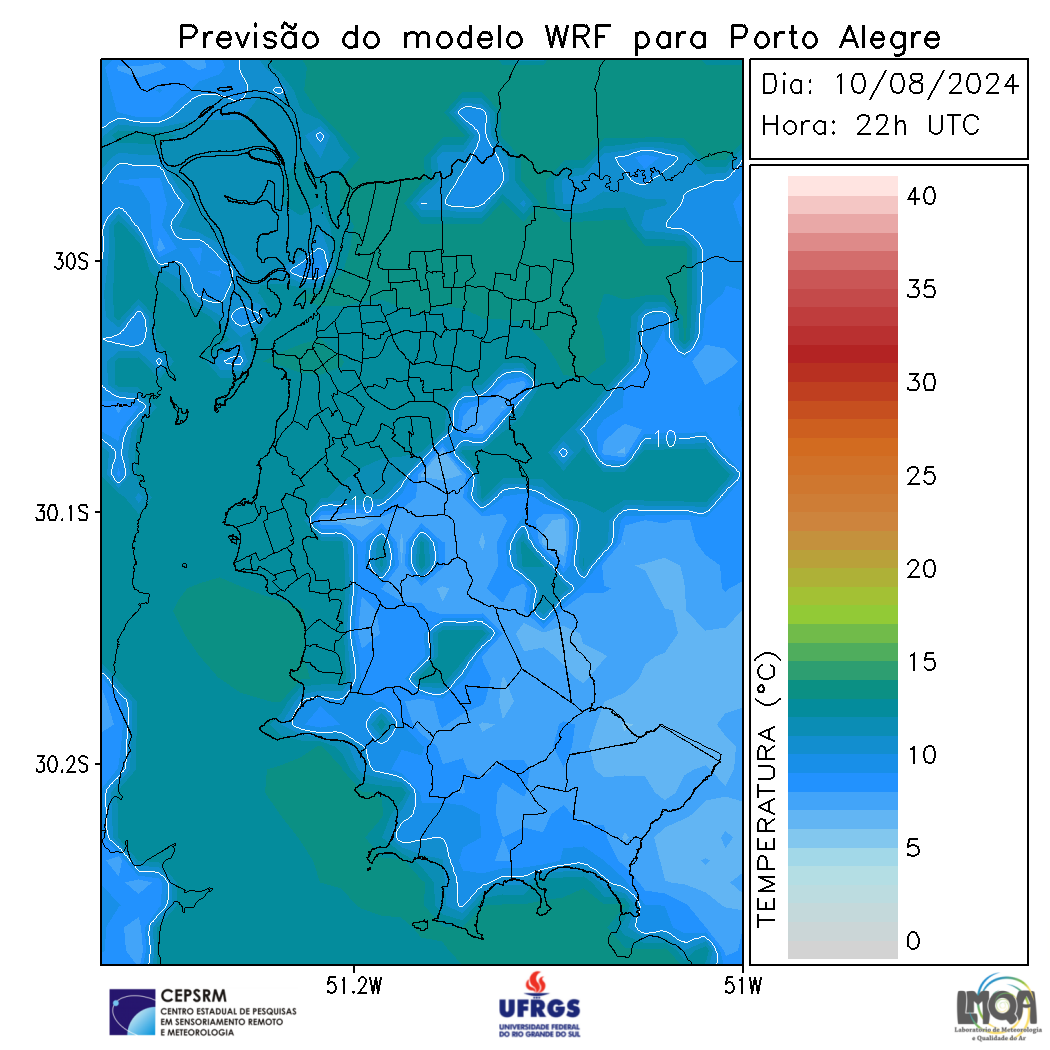 Previsão do modelo WRF para Porto Alegre
Dia: 10/08/2024
Hora: 22h UTC
30S
30.1S
30.2S
51.2W
51W
10
10
TEMPERATURA (°C)
40
35
30
25
20
15
10
5
0
CEPSRM
CENTRO ESTADUAL DE PESQUISAS
EM SENSORIAMENTO REMOTO
E METEOROLOGIA
UFRGS
UNIVERSIDADE FEDERAL
DO RIO GRANDE DO SUL
LMQA
Laboratório de Meteorologia
e Qualidade do Ar